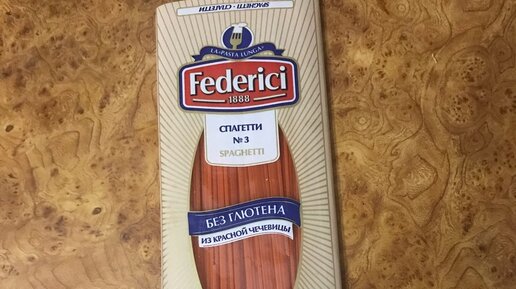 SPAGHETTI · СПАГЕТТИ
LA «PASTA LUNGA»
Federici
1888
СПАГЕТТИ
№ 3
SPAGHETTI
БЕЗ ГЛЮТЕНА
ИЗ КРАСНОЙ ЧЕЧЕВИЦЫ